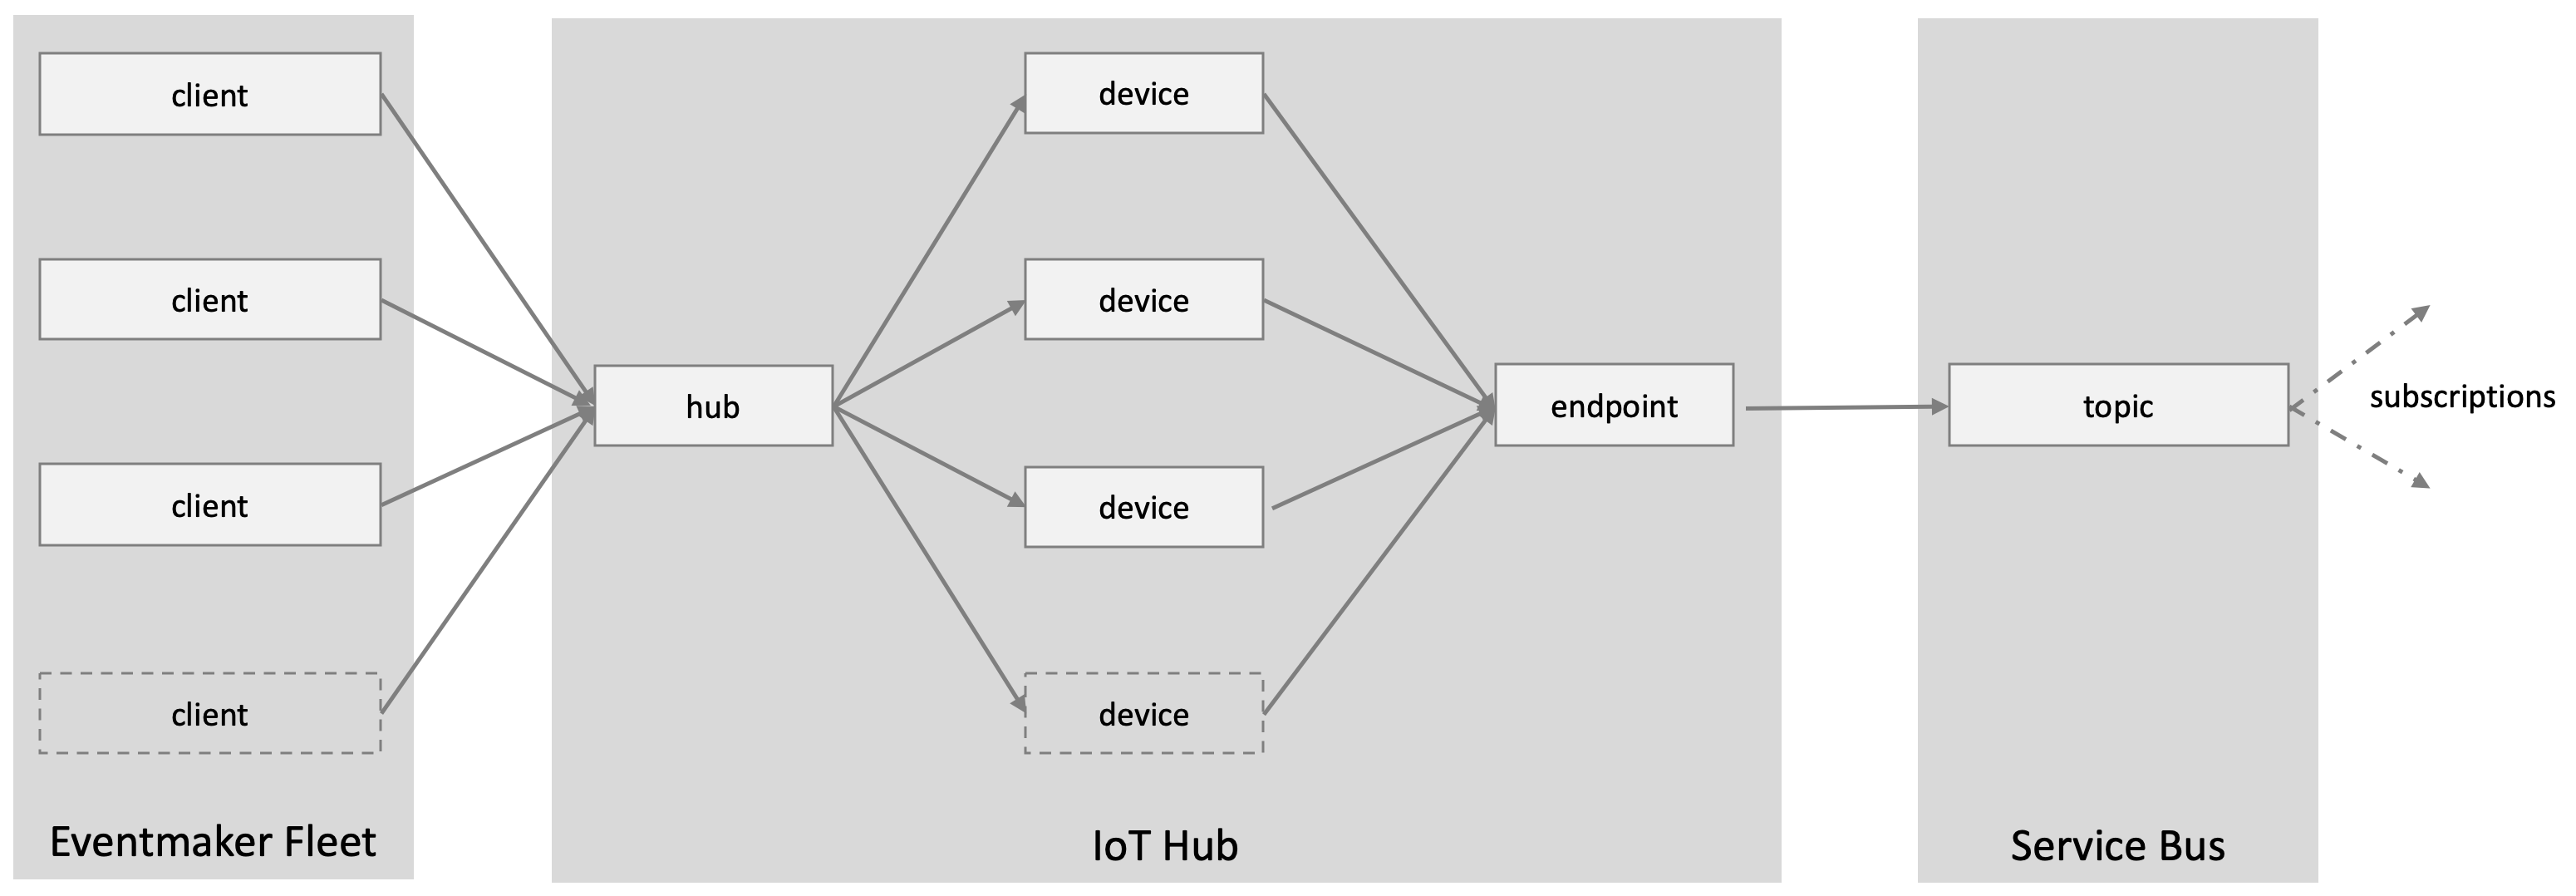 client
client
client
client
Eventmaker Fleet
hub
device
device
device
device
endpoint
IoT Hub
topic
Service Bus
subscriptions